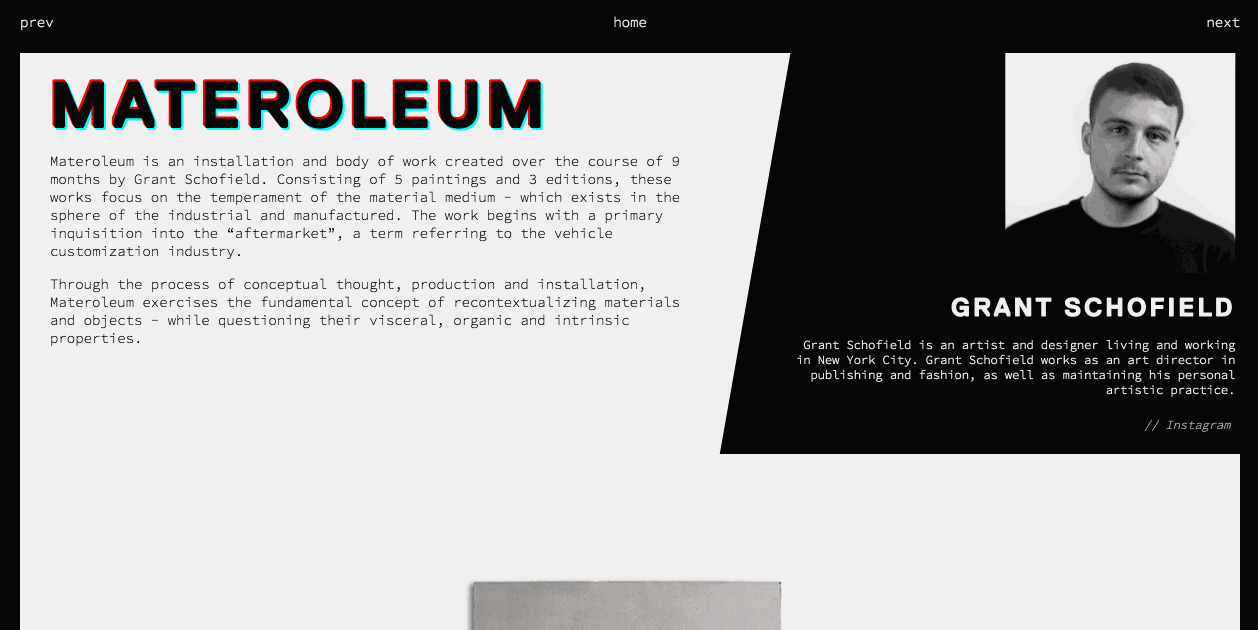 prev
home
next
MATEROLEUM
Materoleum is an installation and body of work created over the course of 9
months by Grant Schofield. Consisting of 5 paintings and 3 editions, these
works focus on the temperament of the material medium – which exists in the
sphere of the industrial and manufactured. The work begins with a primary
inquisition into the “aftermarket”, a term referring to the vehicle
customization industry.
Through the process of conceptual thought, production and installation,
Materoleum exercises the fundamental concept of recontextualizing materials
and objects – while questioning their visceral, organic and intrinsic
properties.
GRANT SCHOFIELD
Grant Schofield is an artist and designer living and working
in New York City. Grant Schofield works as an art director in
publishing and fashion, as well as maintaining his personal
artistic practice.
// Instagram